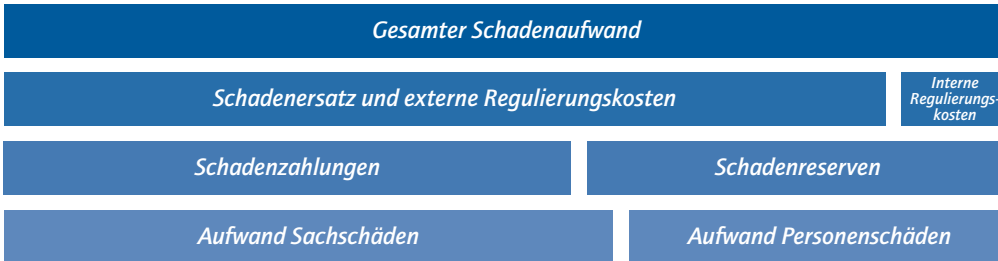 Gesamter Schadenaufwand
Schadenersatz und externe Regulierungskosten
Interne
Regulierungs-
kosten
Schadenzahlungen
Schadenreserven
Aufwand Sachschäden
Aufwand Personenschäden